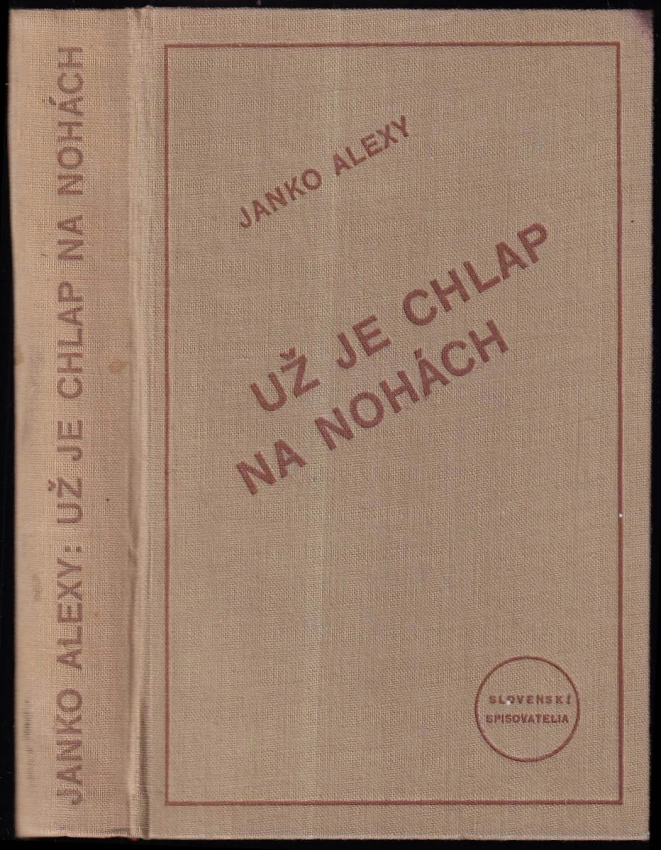 JANKO ALEXY: UŽ JE CHLAP NA NOHÁCH
JANKO ALEXY
UŽ JE CHLAP
NA NOHÁCH
SLOVENSKÍ
SPISOVATELIA